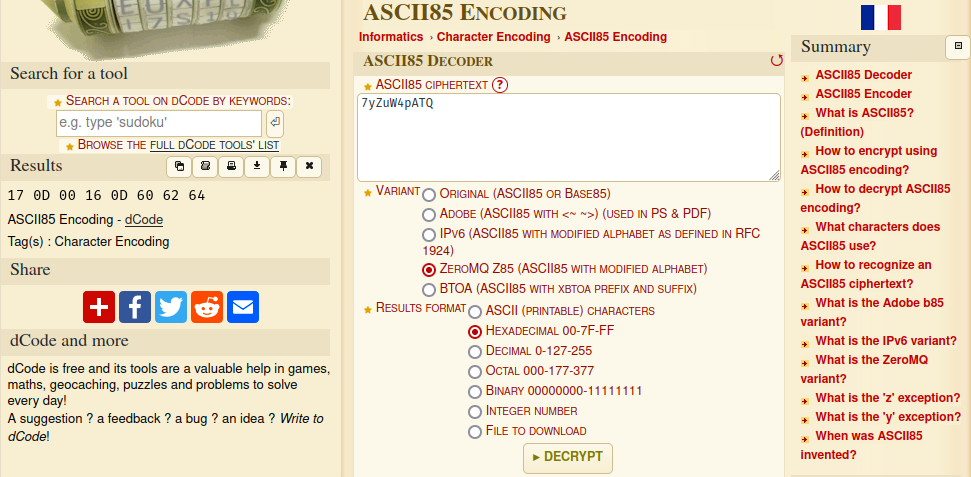 Search for a tool
★ SEARCH A TOOL ON DCODE BY KEYWORDS:
e.g. type 'sudoku'
★ BROWSE THE FULL DCODE TOOLS' LIST
Results
17 0D 00 16 0D 60 62 64
ASCII85 Encoding - dCode
Tag(s) : Character Encoding
Share
dCode and more
dCode is free and its tools are a valuable help in games,
maths, geocaching, puzzles and problems to solve
every day!
A suggestion ? a feedback ? a bug ? an idea ? Write to
dCode!
ASCII85 ENCODING
Informatics › Character Encoding › ASCII85 Encoding
ASCII85 DECODER
★ ASCII85 CIPHERTEXT ?
7yZuW4pATQ
★ VARIANT ORIGINAL (ASCII85 OR BASE85)
ADOBE (ASCII85 WITH <~ ~>) (USED IN PS & PDF)
IPV6 (ASCII85 WITH MODIFIED ALPHABET AS DEFINED IN RFC
1924)
ZEROMQ Z85 (ASCII85 WITH MODIFIED ALPHABET)
BTOA (ASCII85 WITH XBTOA PREFIX AND SUFFIX)
★ RESULTS FORMAT ASCII (PRINTABLE) CHARACTERS
HEXADECIMAL 00-7F-FF
DECIMAL 0-127-255
OCTAL 000-177-377
BINARY 00000000-11111111
INTEGER NUMBER
FILE TO DOWNLOAD
► DECRYPT
Summary
ASCII85 Decoder
ASCII85 Encoder
What is ASCII85?
(Definition)
How to encrypt using
ASCII85 encoding?
How to decrypt ASCII85
encoding?
What characters does
ASCII85 use?
How to recognize an
ASCII85 ciphertext?
What is the Adobe b85
variant?
What is the IPv6 variant?
What is the ZeroMQ
variant?
What is the 'z' exception?
What is the 'y' exception?
When was ASCII85
invented?